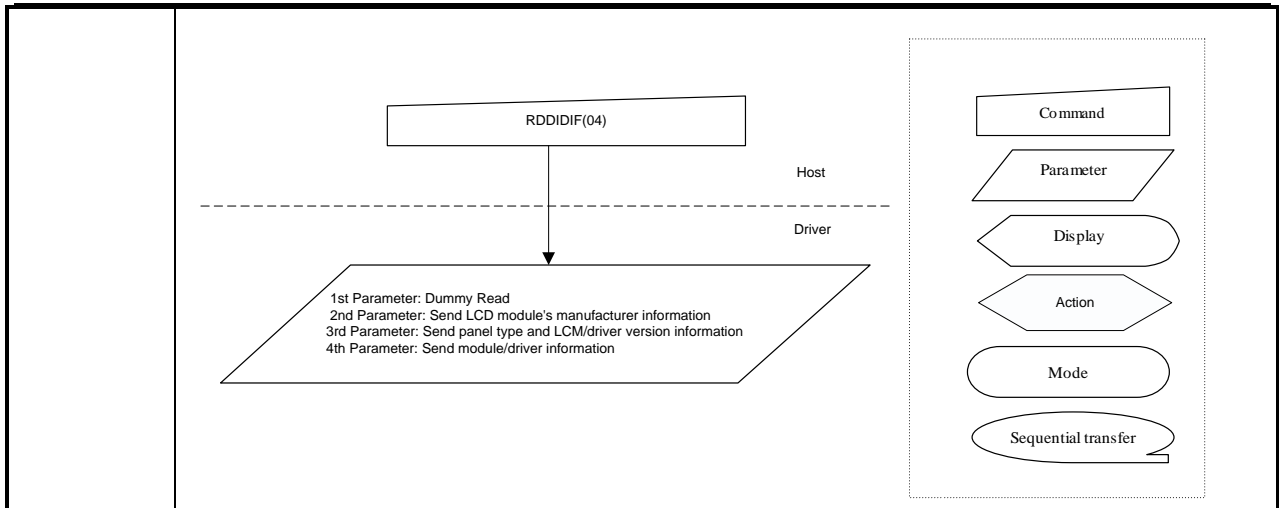 RDDIDIF(04)
Host
Driver
1st Parameter: Dummy Read
2nd Parameter: Send LCD module's manufacturer information
3rd Parameter: Send panel type and LCM/driver version information
4th Parameter: Send module/driver information
Command
Parameter
Display
Action
Mode
Sequential transfer